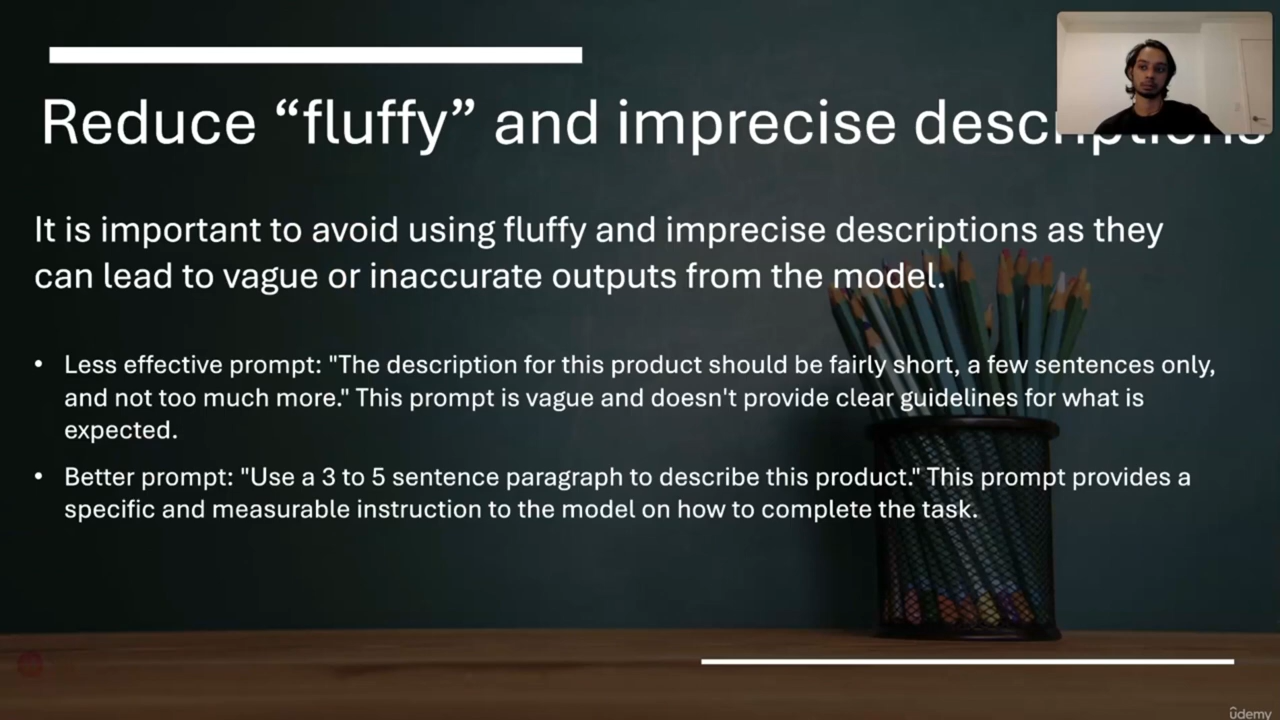 Reduce “fluffy” and imprecise descriptions
It is important to avoid using fluffy and imprecise descriptions as they
can lead to vague or inaccurate outputs from the model.
• Less effective prompt: "The description for this product should be fairly short, a few sentences only,
and not too much more." This prompt is vague and doesn't provide clear guidelines for what is
expected.
• Better prompt: "Use a 3 to 5 sentence paragraph to describe this product." This prompt provides a
specific and measurable instruction to the model on how to complete the task.
ûdemy